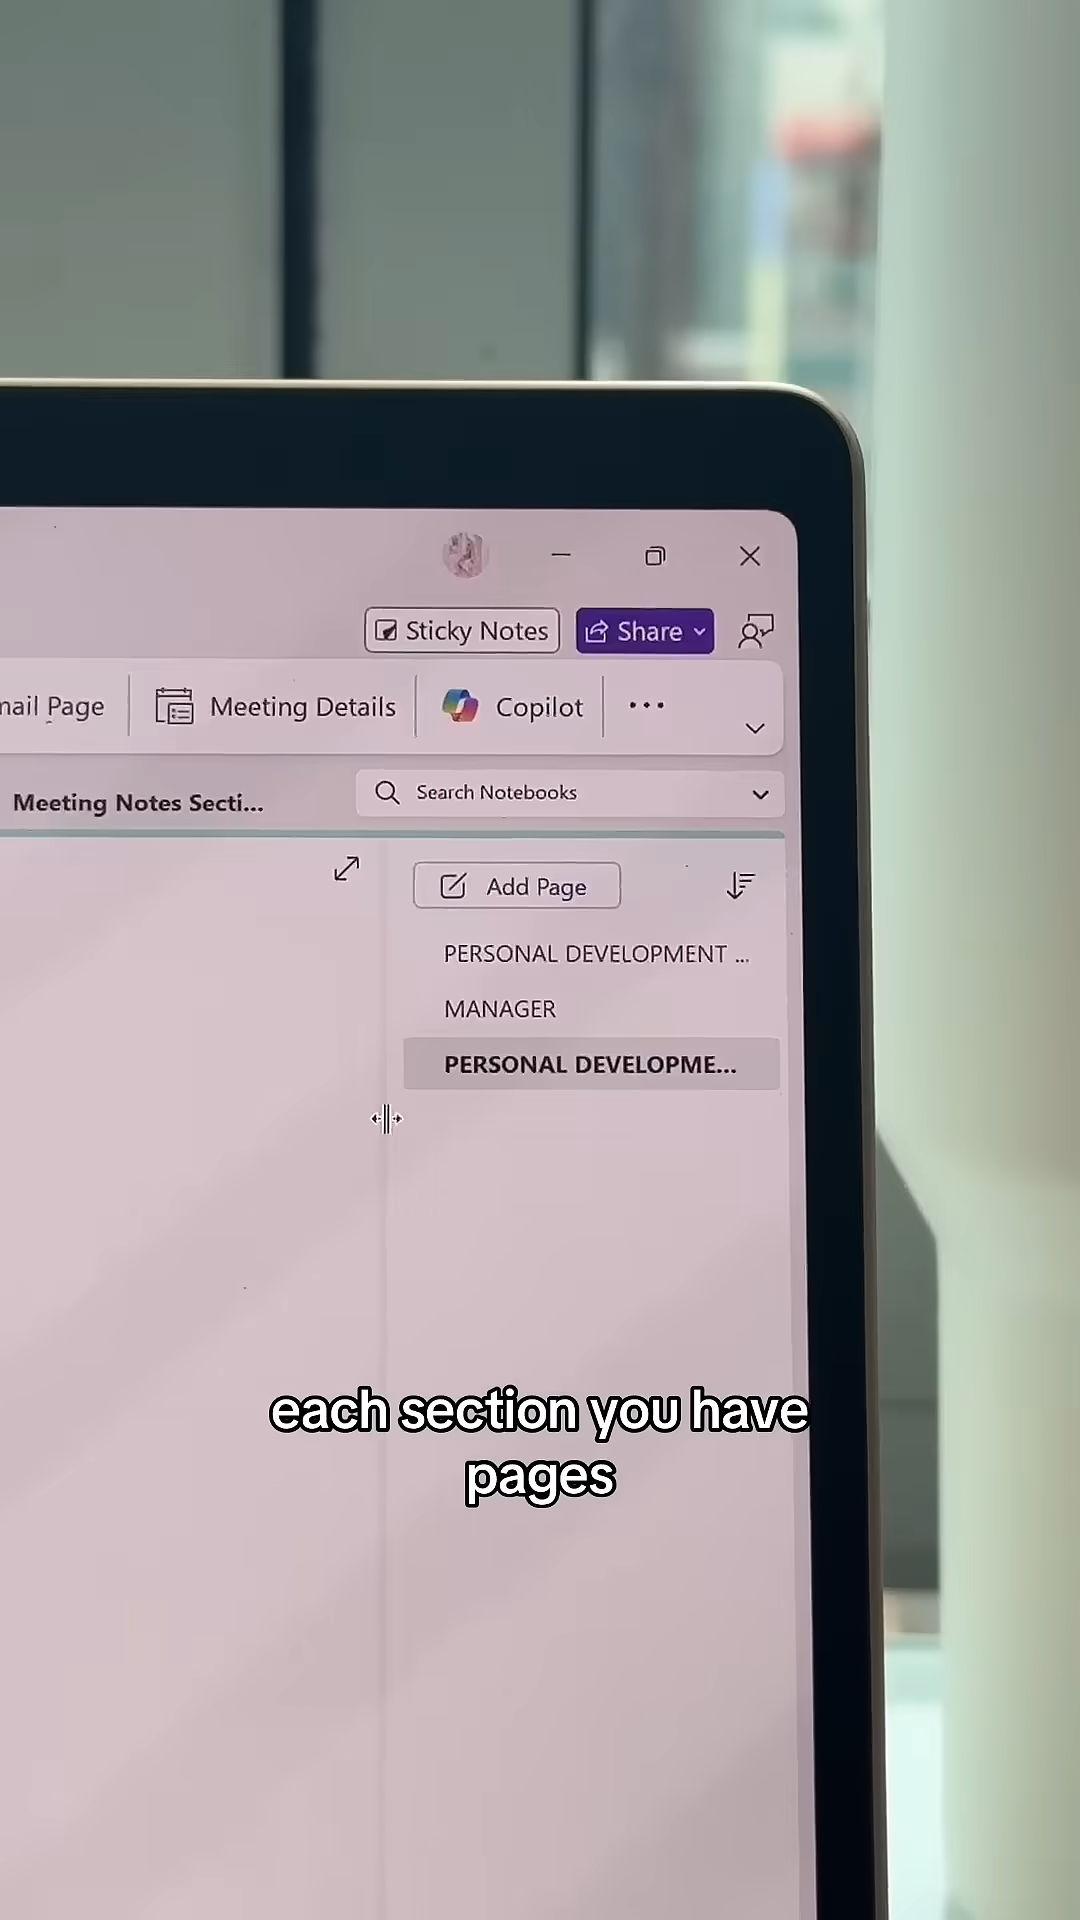 Sticky Notes
Share
mail Page
Meeting Details
Copilot
...
Meeting Notes Secti...
Search Notebooks
Add Page
PERSONAL DEVELOPMENT ...
MANAGER
PERSONAL DEVELOPME...
each section you have
pages